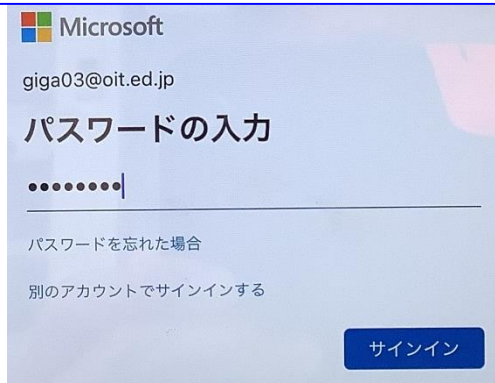 Microsoft
giga03@oit.ed.jp
パスワードの入力
••••••••
パスワードを忘れた場合
別のアカウントでサインインする
サインイン